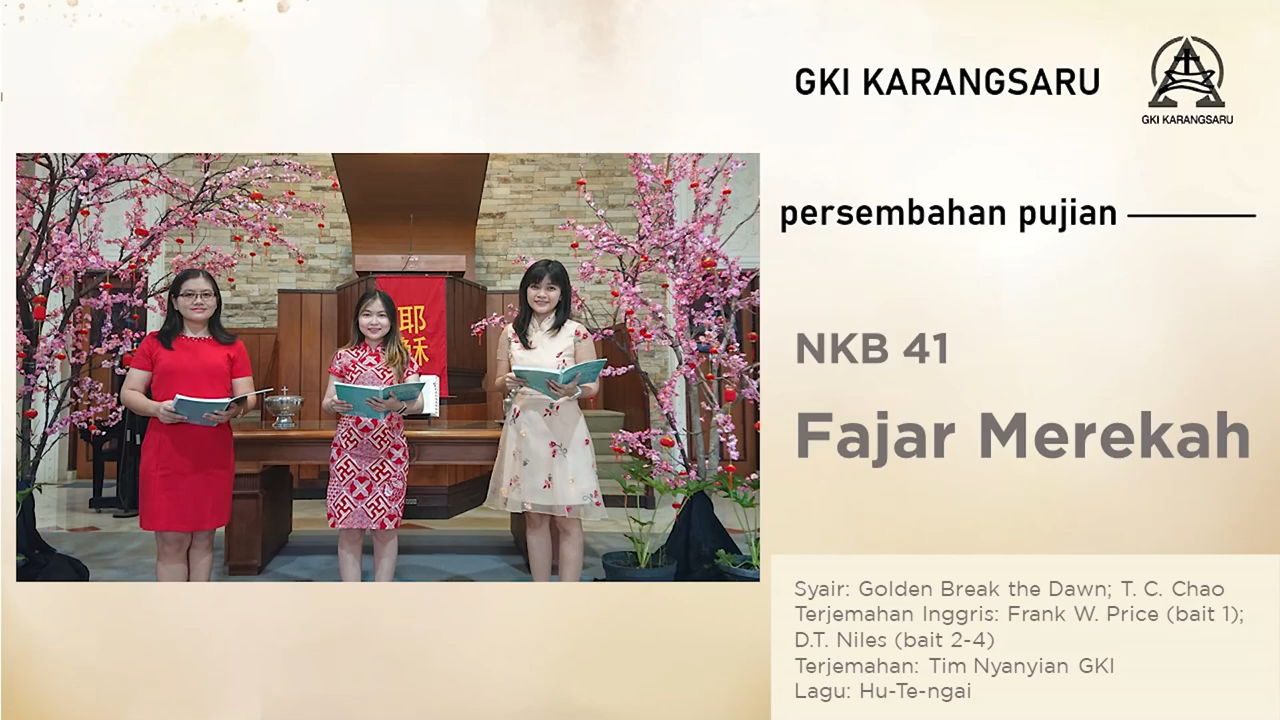 GKI KARANGSARU
GKI KARANGSARU
persembahan pujian
耶
穌
NKB 41
Fajar Merekah
Syair: Golden Break the Dawn; T. C. Chao
Terjemahan Inggris: Frank W. Price (bait 1);
D.T. Niles (bait 2-4)
Terjemahan: Tim Nyanyian GKI
Lagu: Hu-Te-ngai